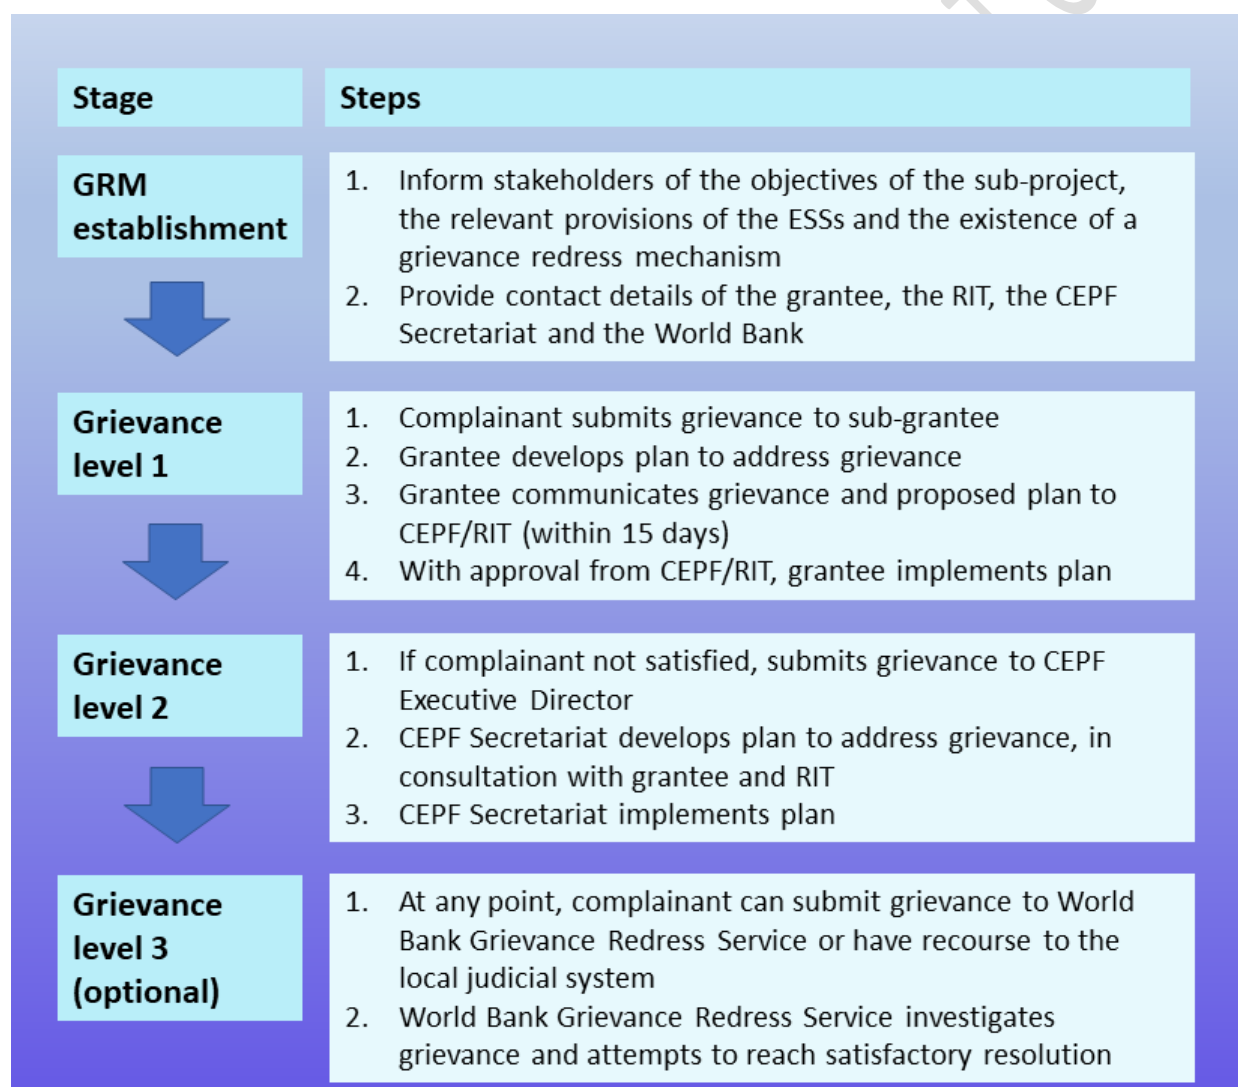 Stage
Steps
GRM
establishment
1. Inform stakeholders of the objectives of the sub-project,
the relevant provisions of the ESSs and the existence of a
grievance redress mechanism
2. Provide contact details of the grantee, the RIT, the CEPF
Secretariat and the World Bank
Grievance
level 1
1. Complainant submits grievance to sub-grantee
2. Grantee develops plan to address grievance
3. Grantee communicates grievance and proposed plan to
CEPF/RIT (within 15 days)
4. With approval from CEPF/RIT, grantee implements plan
Grievance
level 2
1. If complainant not satisfied, submits grievance to CEPF
Executive Director
2. CEPF Secretariat develops plan to address grievance, in
consultation with grantee and RIT
3. CEPF Secretariat implements plan
Grievance
level 3
(optional)
1. At any point, complainant can submit grievance to World
Bank Grievance Redress Service or have recourse to the
local judicial system
2. World Bank Grievance Redress Service investigates
grievance and attempts to reach satisfactory resolution